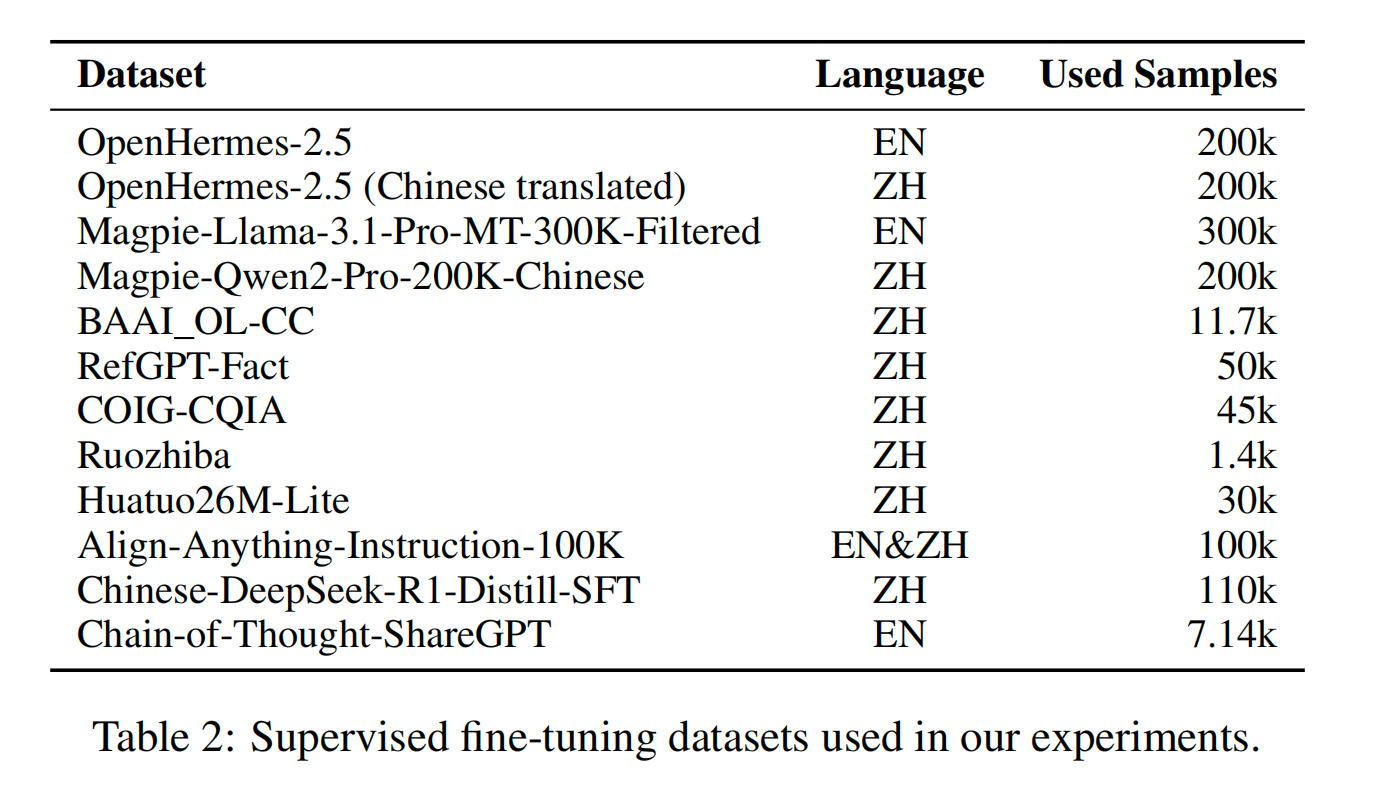 Dataset Language Used Samples
OpenHermes-2.5 EN 200k
OpenHermes-2.5 (Chinese translated) ZH 200k
Magpie-Llama-3.1-Pro-MT-300K-Filtered EN 300k
Magpie-Qwen2-Pro-200K-Chinese ZH 200k
BAAI_OL-CC ZH 11.7k
RefGPT-Fact ZH 50k
COIG-CQIA ZH 45k
Ruozhiba ZH 1.4k
Huatuo26M-Lite ZH 30k
Align-Anything-Instruction-100K EN&ZH 100k
Chinese-DeepSeek-R1-Distill-SFT ZH 110k
Chain-of-Thought-ShareGPT EN 7.14k
Table 2: Supervised fine-tuning datasets used in our experiments.